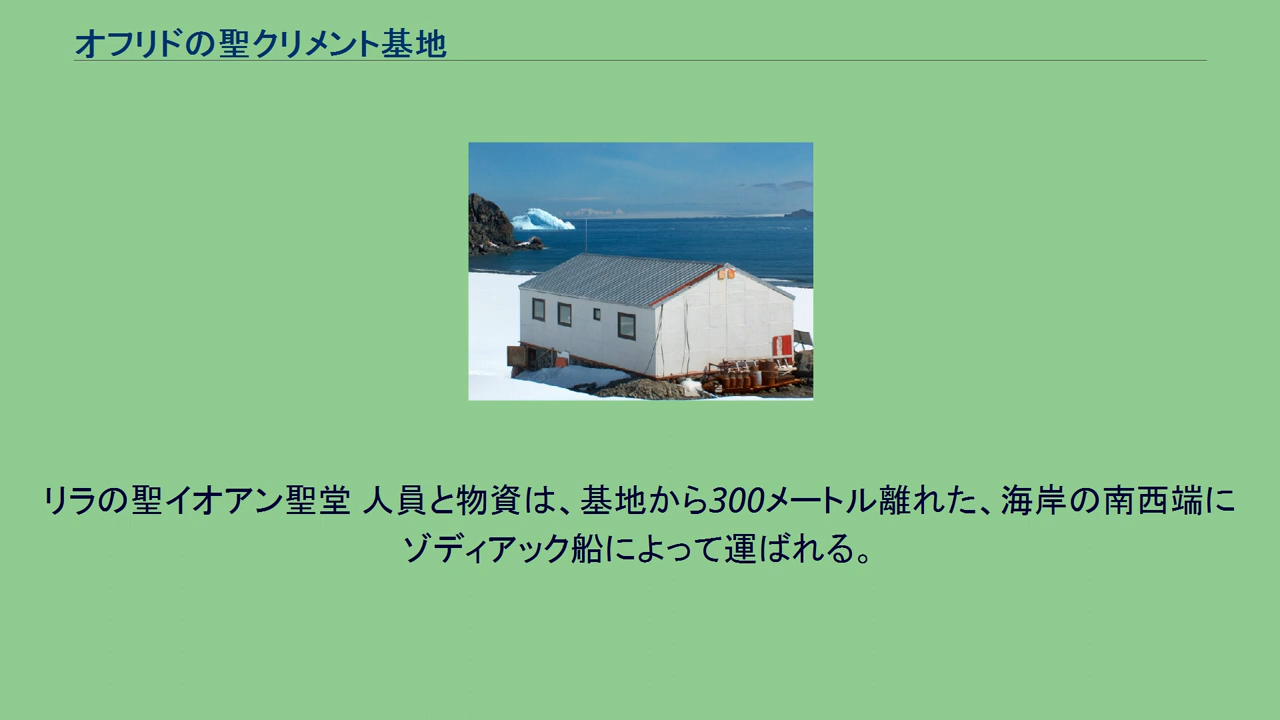 オフリドの聖クリメント基地
リラの聖イオアン聖堂 人員と物資は、基地から300メートル離れた、海岸の南西端に
ゾディアック船によって運ばれる。